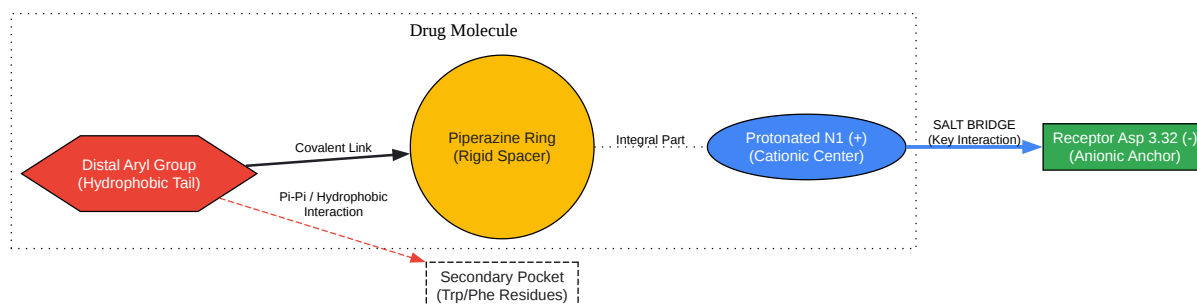 Drug Molecule
Distal Aryl Group
(Hydrophobic Tail)
Covalent Link
Piperazine Ring
(Rigid Spacer)
Integral Part
Protonated N1 (+)
(Cationic Center)
SALT BRIDGE
(Key Interaction)
Receptor Asp 3.32 (-)
(Anionic Anchor)
Pi-Pi / Hydrophobic
Interaction
Secondary Pocket
(Trp/Phe Residues)